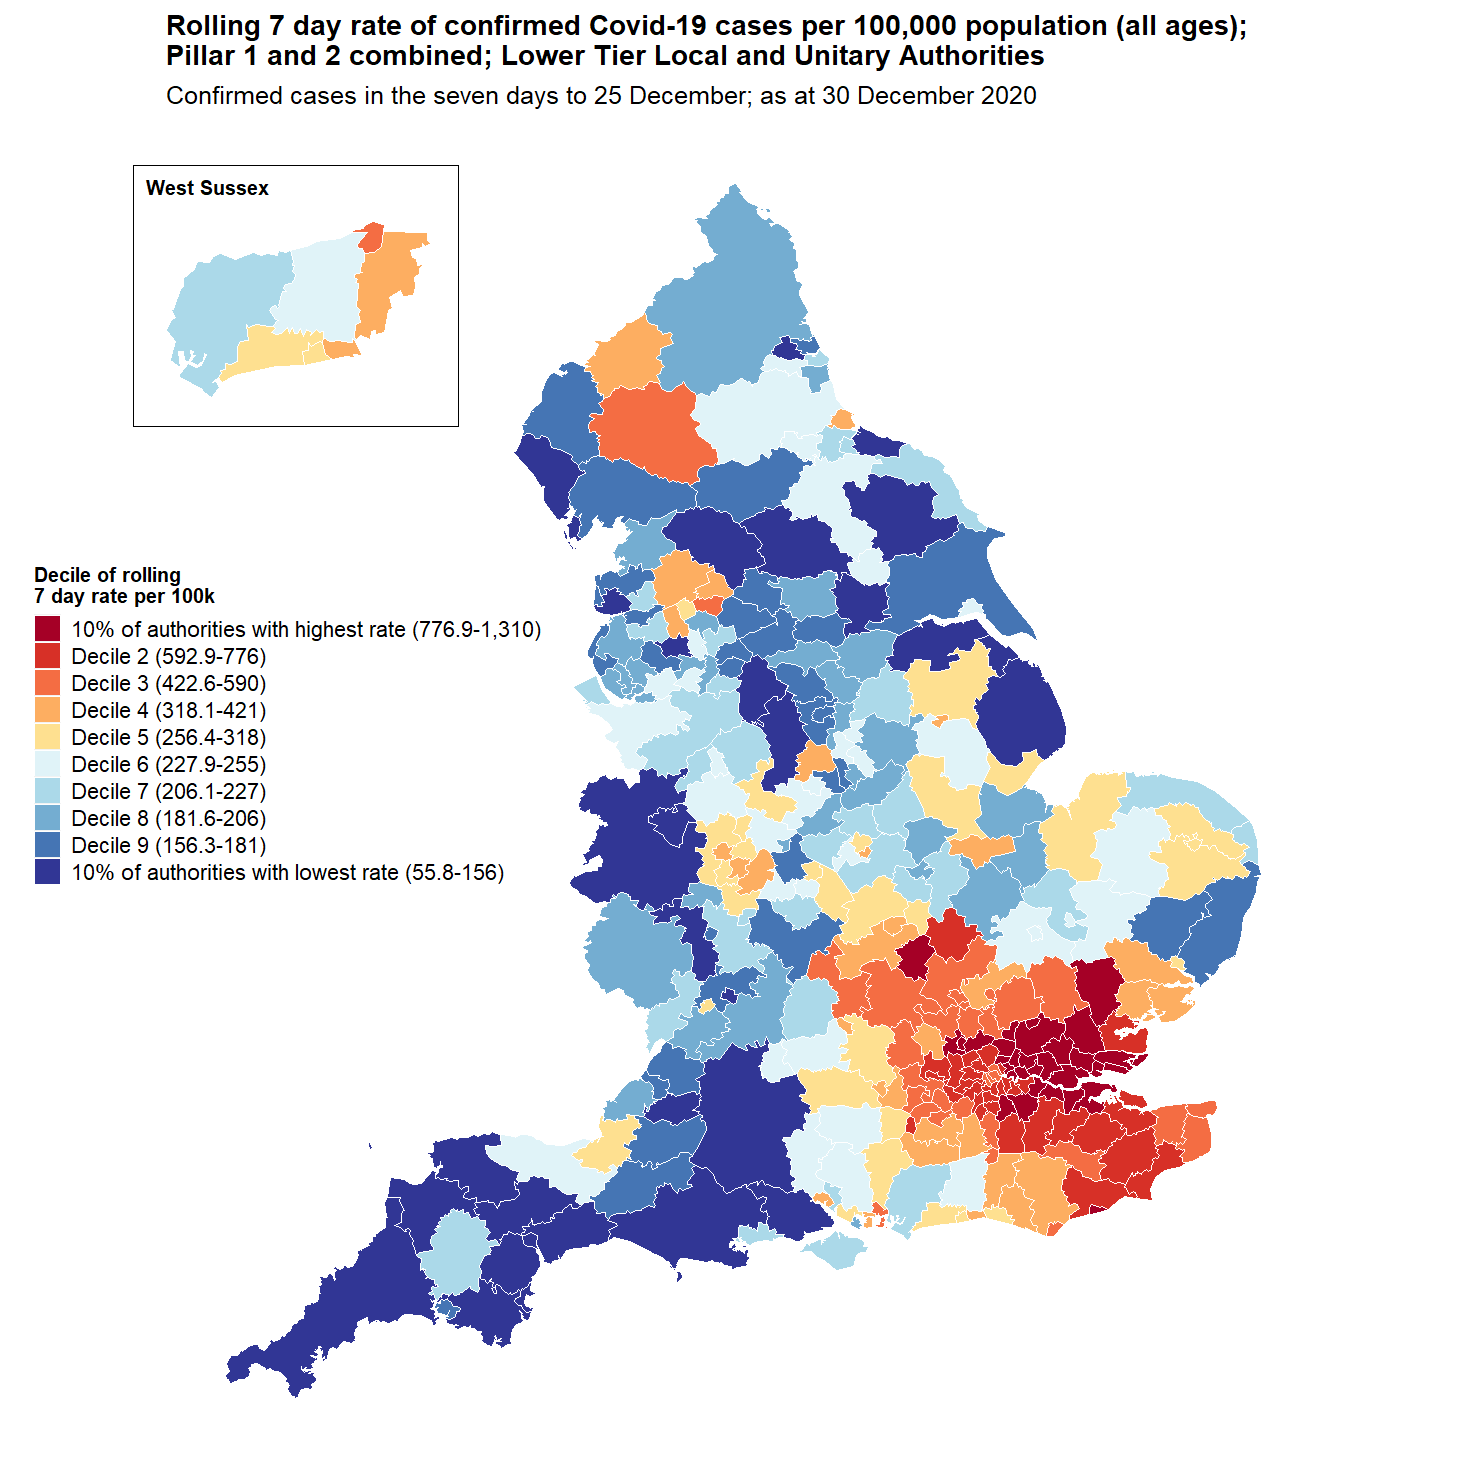 Rolling 7 day rate of confirmed Covid-19 cases per 100,000 population (all ages);
Pillar 1 and 2 combined; Lower Tier Local and Unitary Authorities
Confirmed cases in the seven days to 25 December; as at 30 December 2020
West Sussex
Decile of rolling
7 day rate per 100k
10% of authorities with highest rate (776.9-1,310)
Decile 2 (592.9-776)
Decile 3 (422.6-590)
Decile 4 (318.1-421)
Decile 5 (256.4-318)
Decile 6 (227.9-255)
Decile 7 (206.1-227)
Decile 8 (181.6-206)
Decile 9 (156.3-181)
10% of authorities with lowest rate (55.8-156)